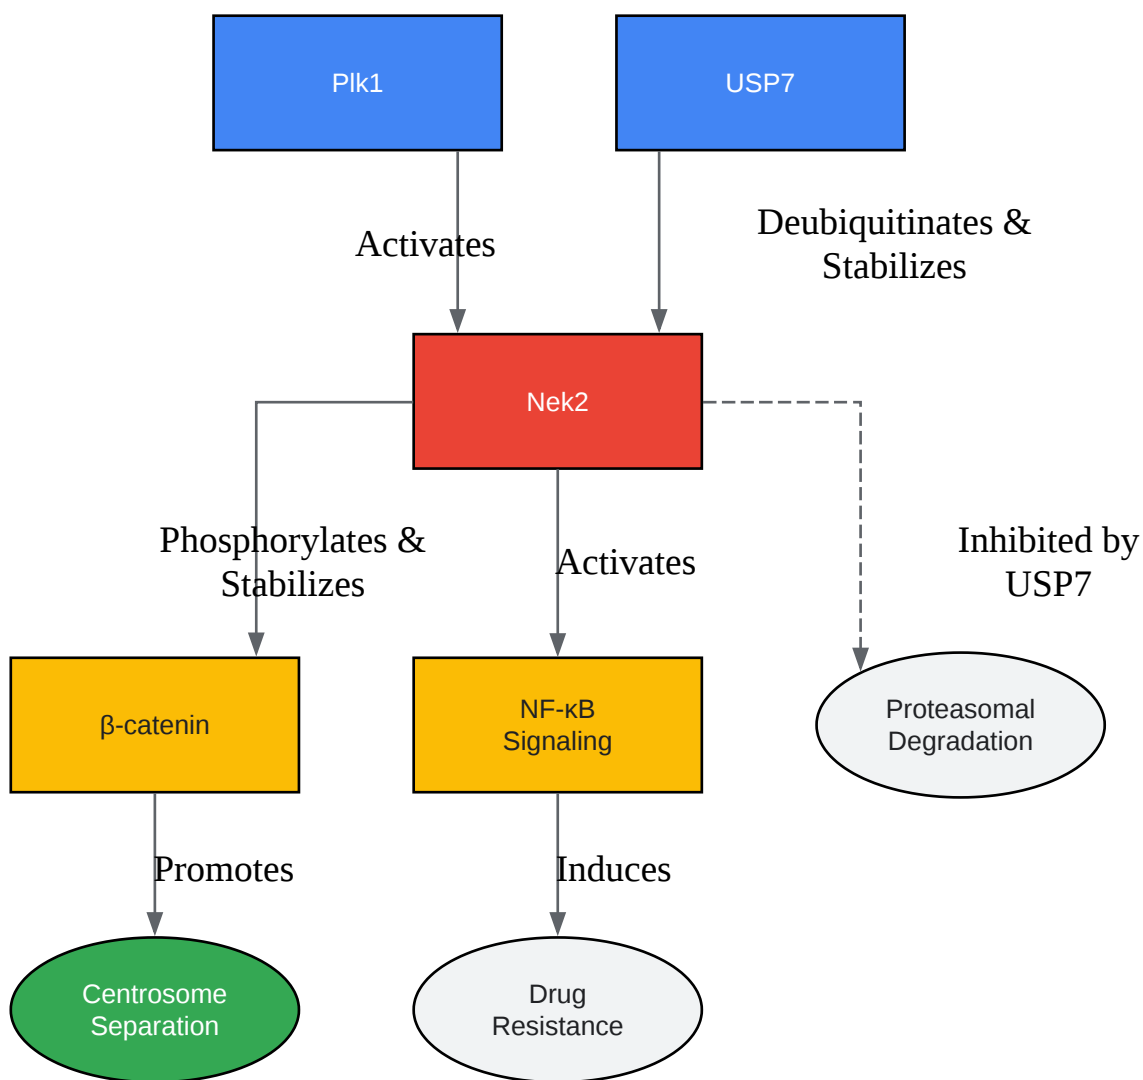 Plk1
USP7
Activates
Deubiquitinates &
Stabilizes
Nek2
Phosphorylates &
Stabilizes
Activates
Inhibited by
USP7
β-catenin
NF-κB
Signaling
Proteasomal
Degradation
Promotes
Induces
Centrosome
Separation
Drug
Resistance